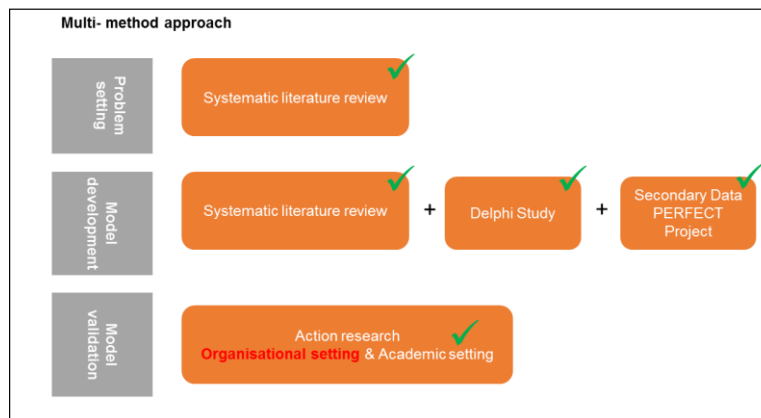 Multi- method approach
Problem
setting
Systematic literature review
Model
development
Systematic literature review
+
Delphi Study
+
Secondary Data
PERFECT
Project
Model
validation
Action research
Organisational setting & Academic setting